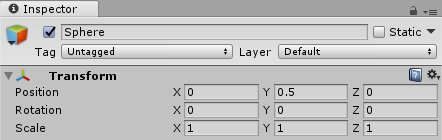 Inspector
Sphere Static
Tag Untagged Layer Default
Transform
Position X 0 Y 0.5 Z 0
Rotation X 0 Y 0 Z 0
Scale X 1 Y 1 Z 1